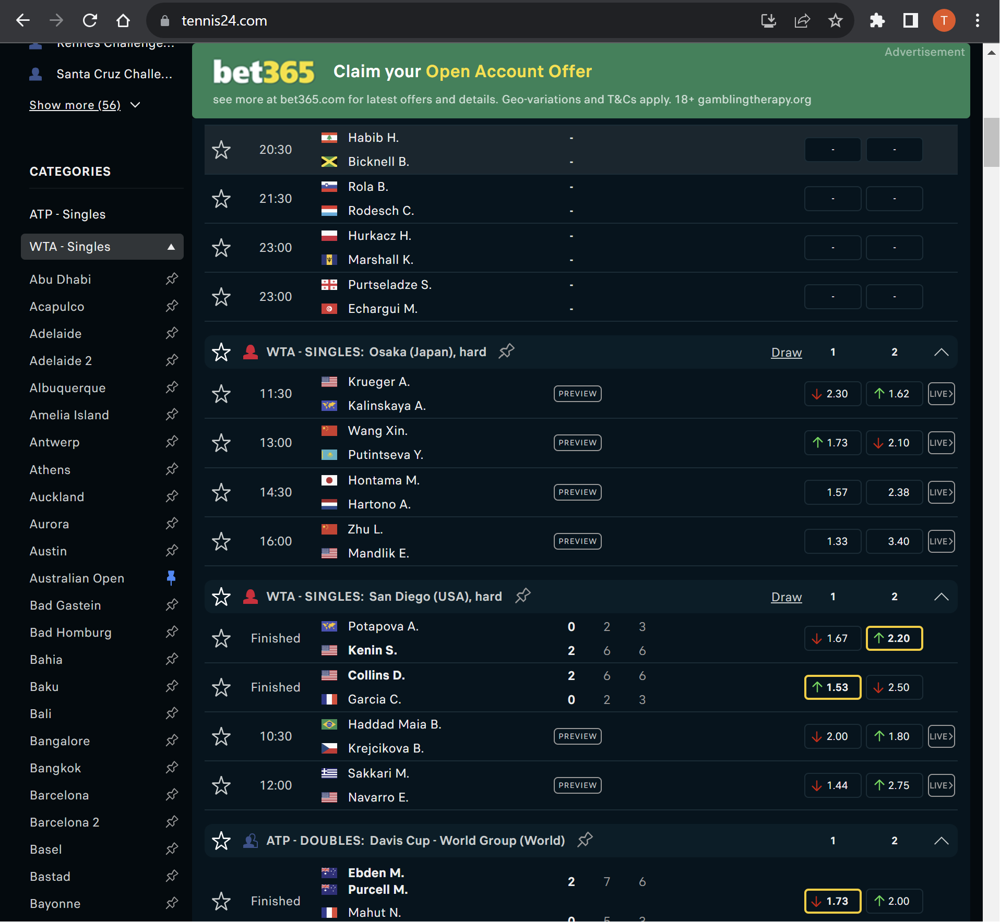 tennis24.com
T
Rennes Challenge...
Santa Cruz Challe...
Show more (56)
CATEGORIES
ATP - Singles
WTA - Singles
Abu Dhabi
Acapulco
Adelaide
Adelaide 2
Albuquerque
Amelia Island
Antwerp
Athens
Auckland
Aurora
Austin
Australian Open
Bad Gastein
Bad Homburg
Bahia
Baku
Bali
Bangalore
Bangkok
Barcelona
Barcelona 2
Basel
Bastad
Bayonne
Advertisement
bet365 Claim your Open Account Offer
see more at bet365.com for latest offers and details. Geo-variations and T&Cs apply. 18+ gamblingtherapy.org
Habib H. -
20:30 - -
Bicknell B. -
Rola B. -
21:30 - -
Rodesch C. -
Hurkacz H. -
23:00 - -
Marshall K. -
Purtseladze S. -
23:00 - -
Echargui M. -
WTA - SINGLES: Osaka (Japan), hard Draw 1 2
Krueger A.
11:30 PREVIEW 2.30 1.62 LIVE
Kalinskaya A.
Wang Xin.
13:00 PREVIEW 1.73 2.10 LIVE
Putintseva Y.
Hontama M.
14:30 PREVIEW 1.57 2.38 LIVE
Hartono A.
Zhu L.
16:00 PREVIEW 1.33 3.40 LIVE
Mandlik E.
WTA - SINGLES: San Diego (USA), hard Draw 1 2
Potapova A. 0 2 3
Finished 1.67 2.20
Kenin S. 2 6 6
Collins D. 2 6 6
Finished 1.53 2.50
Garcia C. 0 2 3
Haddad Maia B.
10:30 PREVIEW 2.00 1.80 LIVE
Krejcikova B.
Sakkari M.
12:00 PREVIEW 1.44 2.75 LIVE
Navarro E.
ATP - DOUBLES: Davis Cup - World Group (World) 1 2
Ebden M.
2 7 6
Purcell M.
Finished 1.73 2.00
Mahut N.
0 5 3